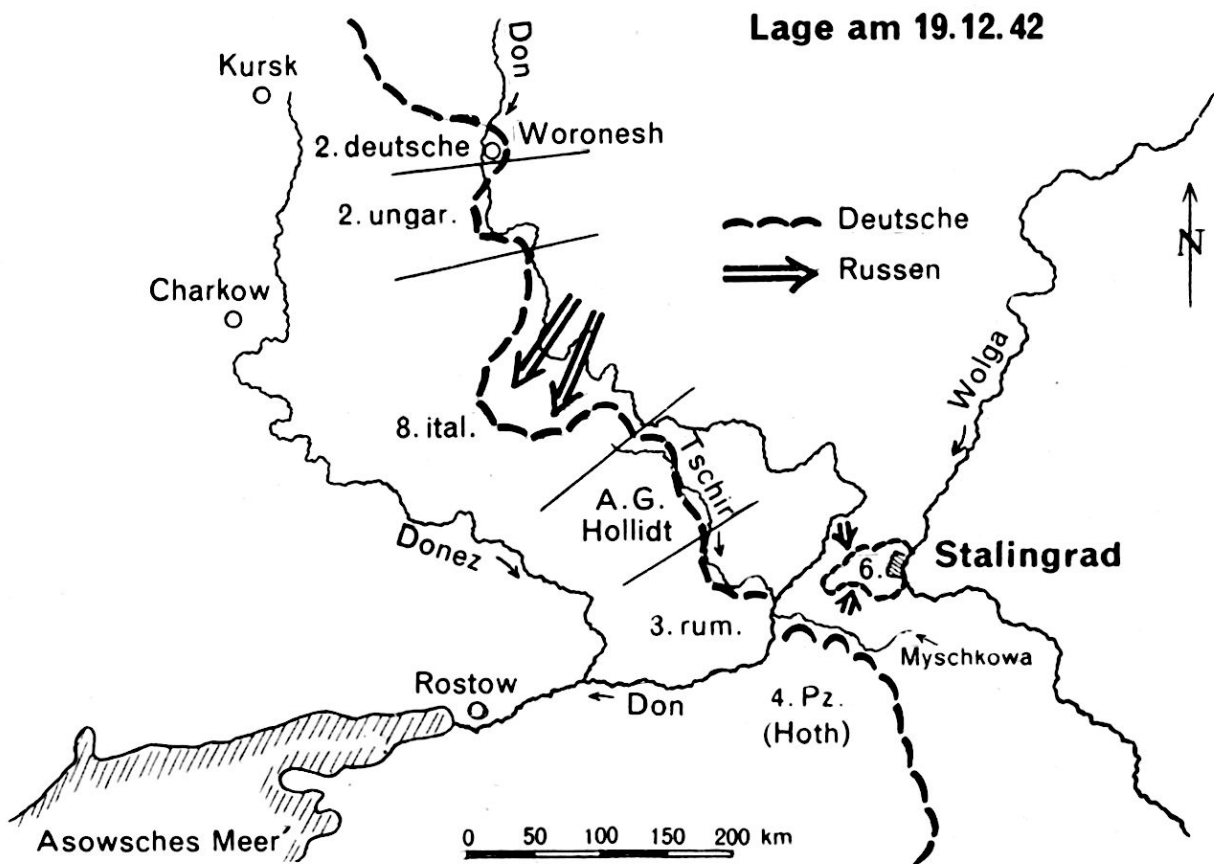 Lage am 19.12.42
Don
Kursk
Woronesh
2. deutsche
2. ungar.
Deutsche
N
Russen
Charkow
Wolga
8. ital.
Tschir
A.G.
Hollidt
Donez
6.
Stalingrad
3. rum.
Myschkowa
Rostow
Don
4. Pz.
(Hoth)
Asowsches Meer
0 50 100 150 200 km